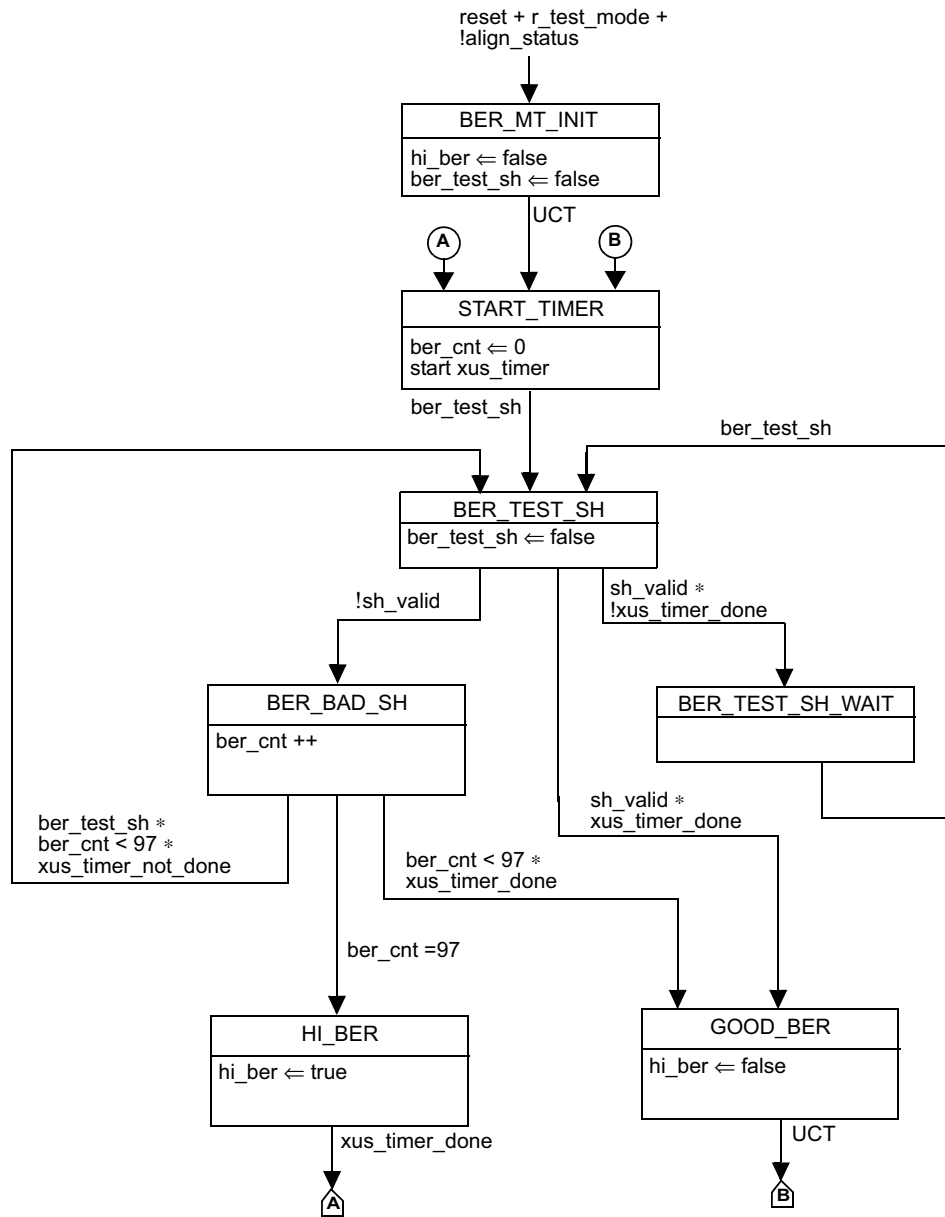 reset + r_test_mode +
!align_status
BER_MT_INIT
hi_ber ⇐ false
ber_test_sh ⇐ false
UCT
A
B
START_TIMER
ber_cnt ⇐ 0
start xus_timer
ber_test_sh
ber_test_sh
BER_TEST_SH
ber_test_sh ⇐ false
!sh_valid
sh_valid *
!xus_timer_done
BER_BAD_SH
ber_cnt ++
BER_TEST_SH_WAIT
ber_test_sh *
ber_cnt < 97 *
xus_timer_not_done
ber_cnt < 97 *
xus_timer_done
sh_valid *
xus_timer_done
ber_cnt =97
HI_BER
hi_ber ⇐ true
GOOD_BER
hi_ber ⇐ false
xus_timer_done
UCT
A
B